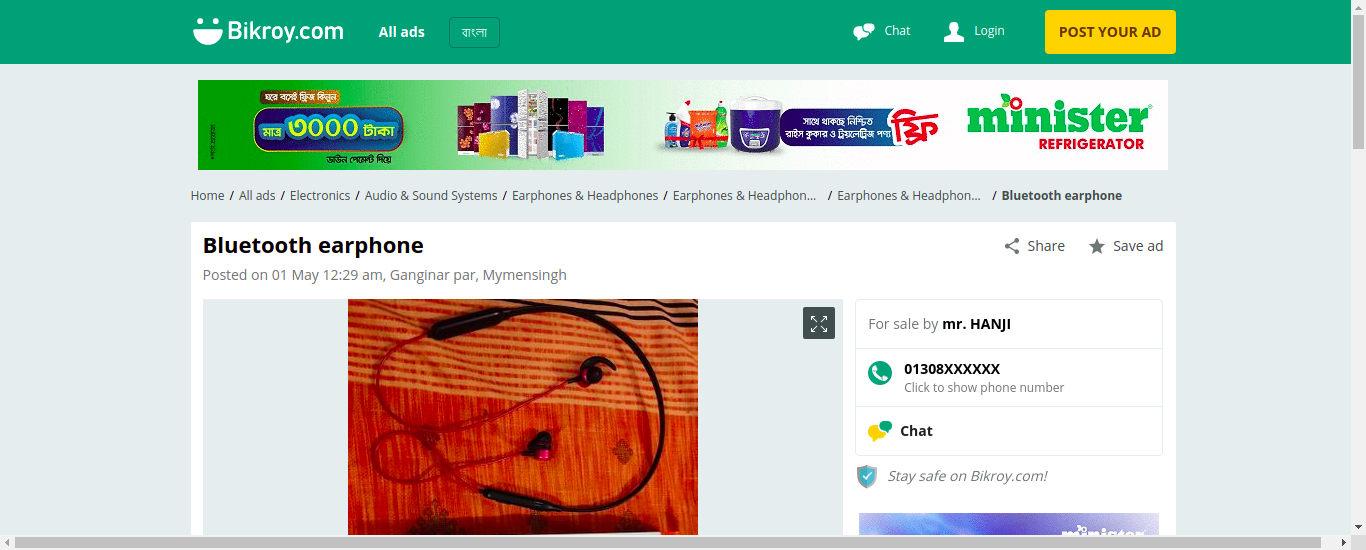 Bikroy.com
All ads
বাংলা
Chat
Login
POST YOUR AD
ঘরে বসেই ফ্রিজ কিনুন
মাত্র ৩০০০ টাকা
ডাউন পেমেন্ট দিয়ে
সাথে থাকছে নিশ্চিত
রাইস কুকার ও ট্রয়লেট্রিজ পণ্য
ফ্রি
minister
REFRIGERATOR
Home / All ads / Electronics / Audio & Sound Systems / Earphones & Headphones / Earphones & Headphon... / Earphones & Headphon... / Bluetooth earphone
Bluetooth earphone
Share
Save ad
Posted on 01 May 12:29 am, Ganginar par, Mymensingh
For sale by mr. HANJI
01308XXXXXX
Click to show phone number
Chat
Stay safe on Bikroy.com!
minister